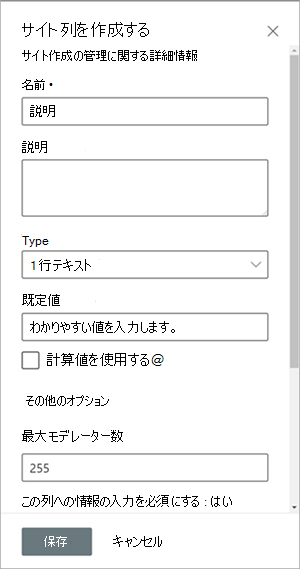 サイト列を作成する
サイト作成の管理に関する詳細情報
名前 •
説明
説明
Type
1行テキスト
既定値
わかりやすい値を入力します。
計算値を使用する@
その他のオプション
最大モデレーター数
255
この列への情報の入力を必須にする : はい
保存 キャンセル